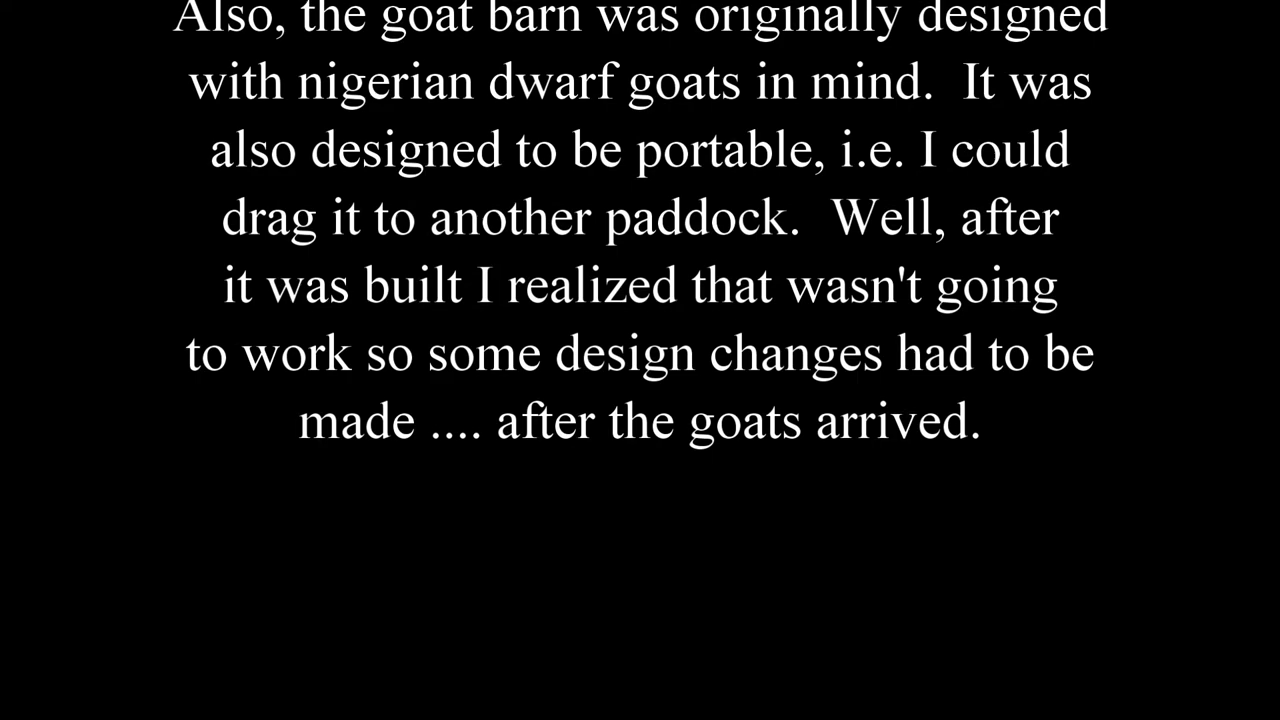 Also, the goat barn was originally designed
with nigerian dwarf goats in mind.  It was
also designed to be portable, i.e. I could
drag it to another paddock.  Well, after
it was built I realized that wasn't going
to work so some design changes had to be
made .... after the goats arrived.